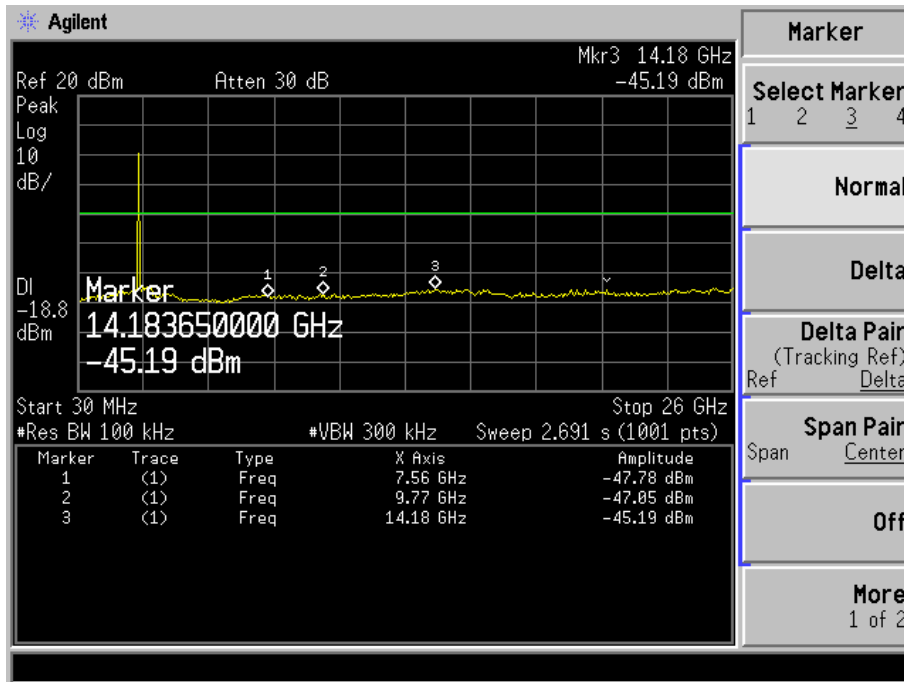 Agilent
Mkr3 14.18 GHz
Ref 20 dBm Atten 30 dB -45.19 dBm
Peak
Log
10
dB/
1 2 3
DI
-18.8
dBm
Marker
14.183650000 GHz
-45.19 dBm
Start 30 MHz Stop 26 GHz
#Res BW 100 kHz #VBW 300 kHz Sweep 2.691 s (1001 pts)
Marker Trace Type X Axis Amplitude
1 (1) Freq 7.56 GHz -47.78 dBm
2 (1) Freq 9.77 GHz -47.05 dBm
3 (1) Freq 14.18 GHz -45.19 dBm
Marker
Select Marker
1 2 3 4
Normal
Delta
Delta Pair
(Tracking Ref)
Ref Delta
Span Pair
Span Center
Off
More
1 of 2